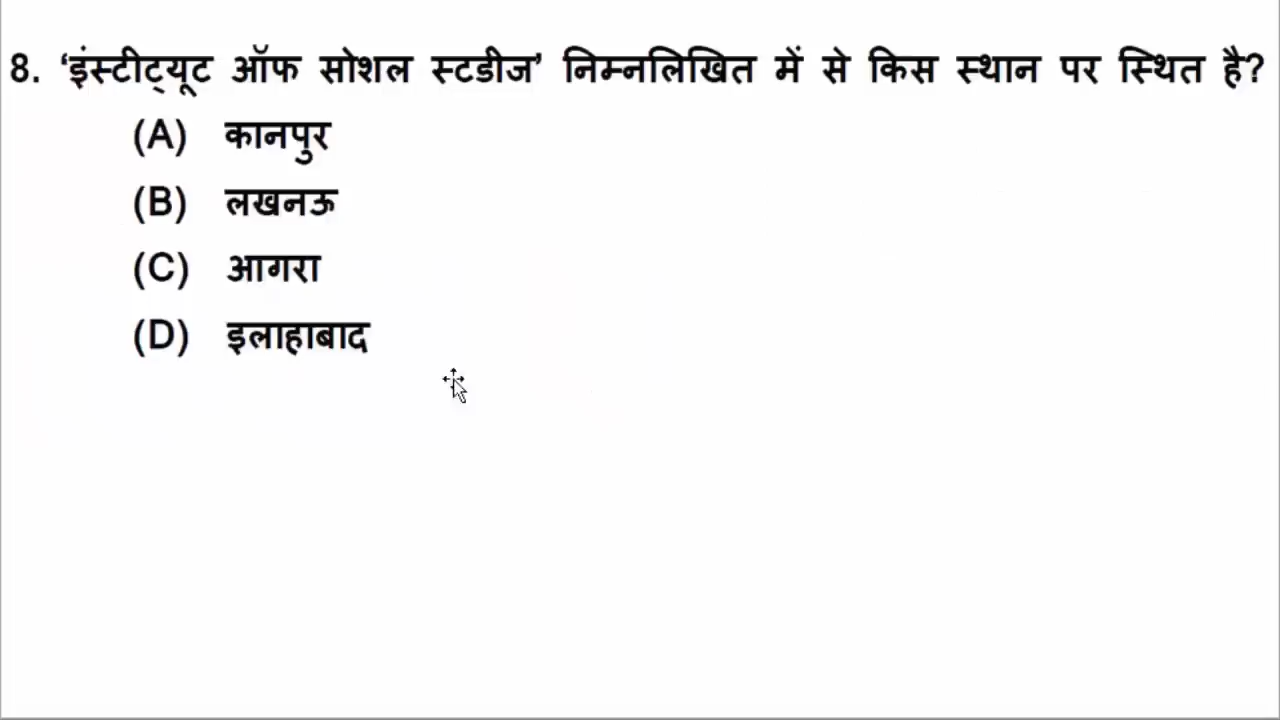 8. ‘इंस्टीट्यूट ऑफ सोशल स्टडीज’ निम्नलिखित में से किस स्थान पर स्थित है?
(A) कानपुर
(B) लखनऊ
(C) आगरा
(D) इलाहाबाद